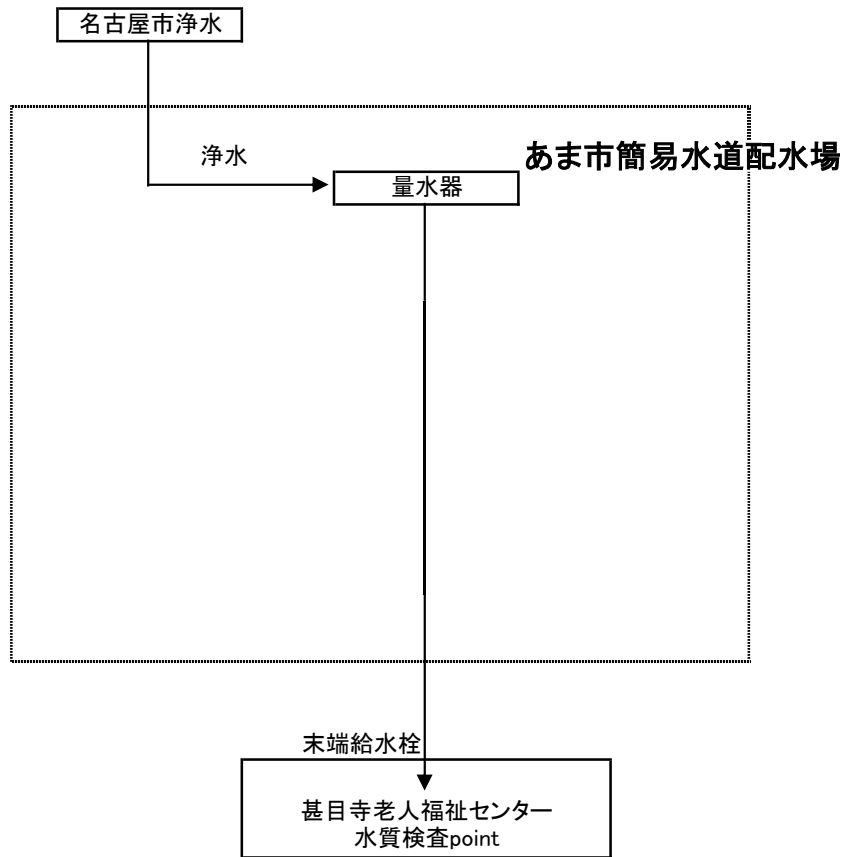 名古屋市浄水
浄水
あま市簡易水道配水場
量水器
末端給水栓
甚目寺老人福祉センター
水質検査point